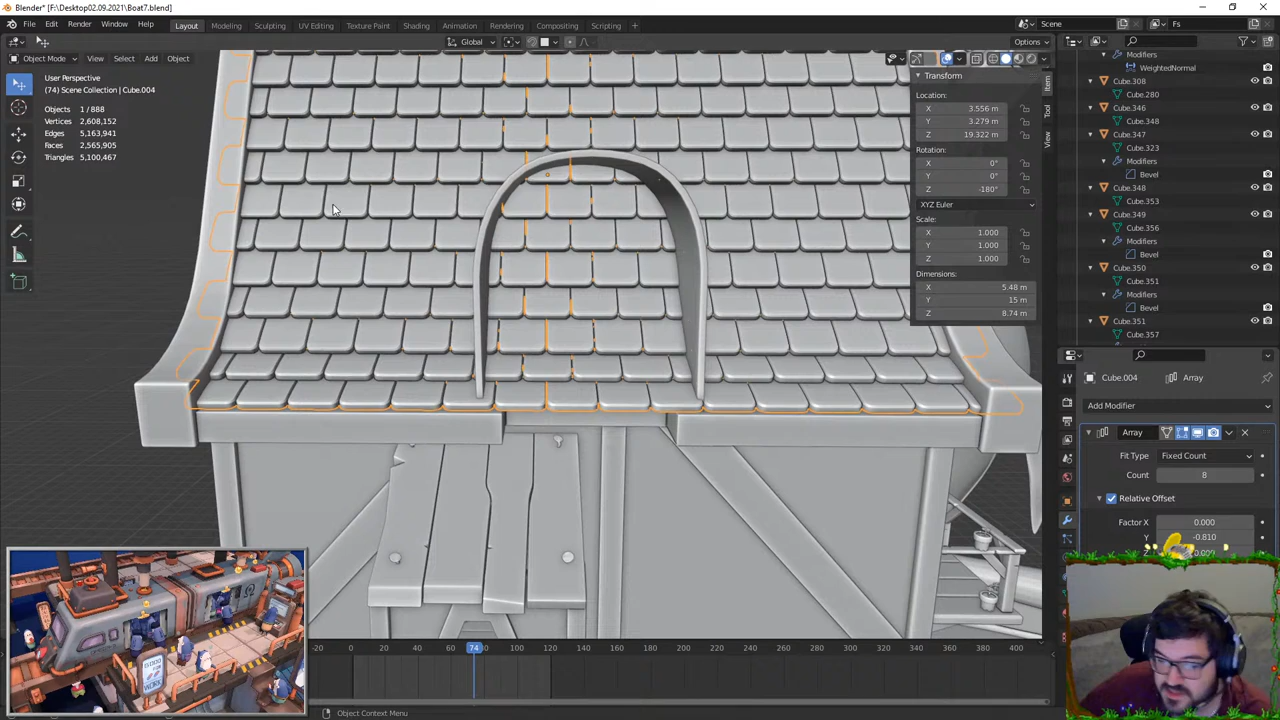 Blender* [F:\Desktop02.09.2021\Boat7.blend]
File Edit Render Window Help Layout Modeling Sculpting UV Editing Texture Paint Shading Animation Rendering Compositing Scripting + Scene Fs
Global Options
Object Mode View Select Add Object
User Perspective
(74) Scene Collection | Cube.004
Objects 1 / 888
Vertices 2,608,152
Edges 5,163,941
Faces 2,565,905
Triangles 5,100,467
Transform
Location:
X 3.556 m
Y 3.279 m
Z 19.322 m
Rotation:
X 0°
Y 0°
Z -180°
XYZ Euler
Scale:
X 1.000
Y 1.000
Z 1.000
Dimensions:
X 5.48 m
Y 15 m
Z 8.74 m
Item
Tool
View
Modifiers
WeightedNormal
Cube.308
Cube.280
Cube.346
Cube.348
Cube.347
Cube.323
Modifiers
Bevel
Cube.348
Cube.353
Cube.349
Cube.356
Modifiers
Bevel
Cube.350
Cube.351
Modifiers
Bevel
Cube.351
Cube.357
Cube.004 Array
Add Modifier
Array
Fit Type Fixed Count
Count 8
Relative Offset
Factor X 0.000
Y -0.810
GOOD
WORK
-20 0 20 40 60 74 100 120 140 160 180 200 220 240 260 280 300 320 340 360 380 400
Object Context Menu